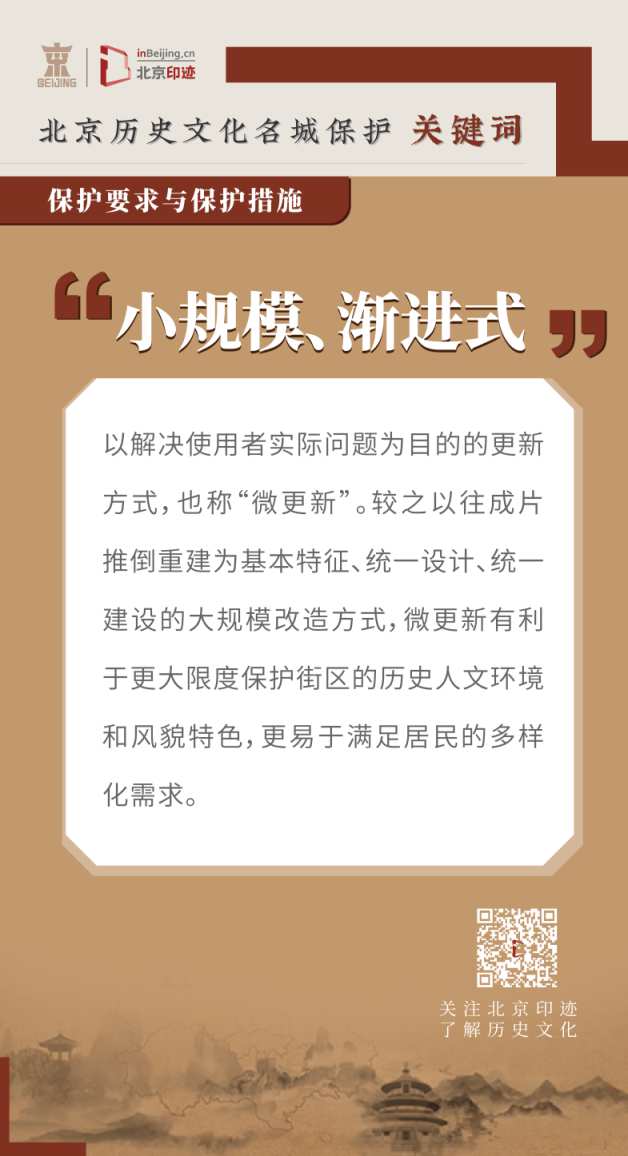 BEIJING
inBeijing,cn
北京印迹
北京历史文化名城保护 关键词
保护要求与保护措施
“小规模、渐进式”
以解决使用者实际问题为目的的更新
方式，也称“微更新”。较之以往成片
推倒重建为基本特征、统一设计、统一
建设的大规模改造方式，微更新有利
于更大限度保护街区的历史人文环境
和风貌特色，更易于满足居民的多样
化需求。
关注北京印迹
了解历史文化